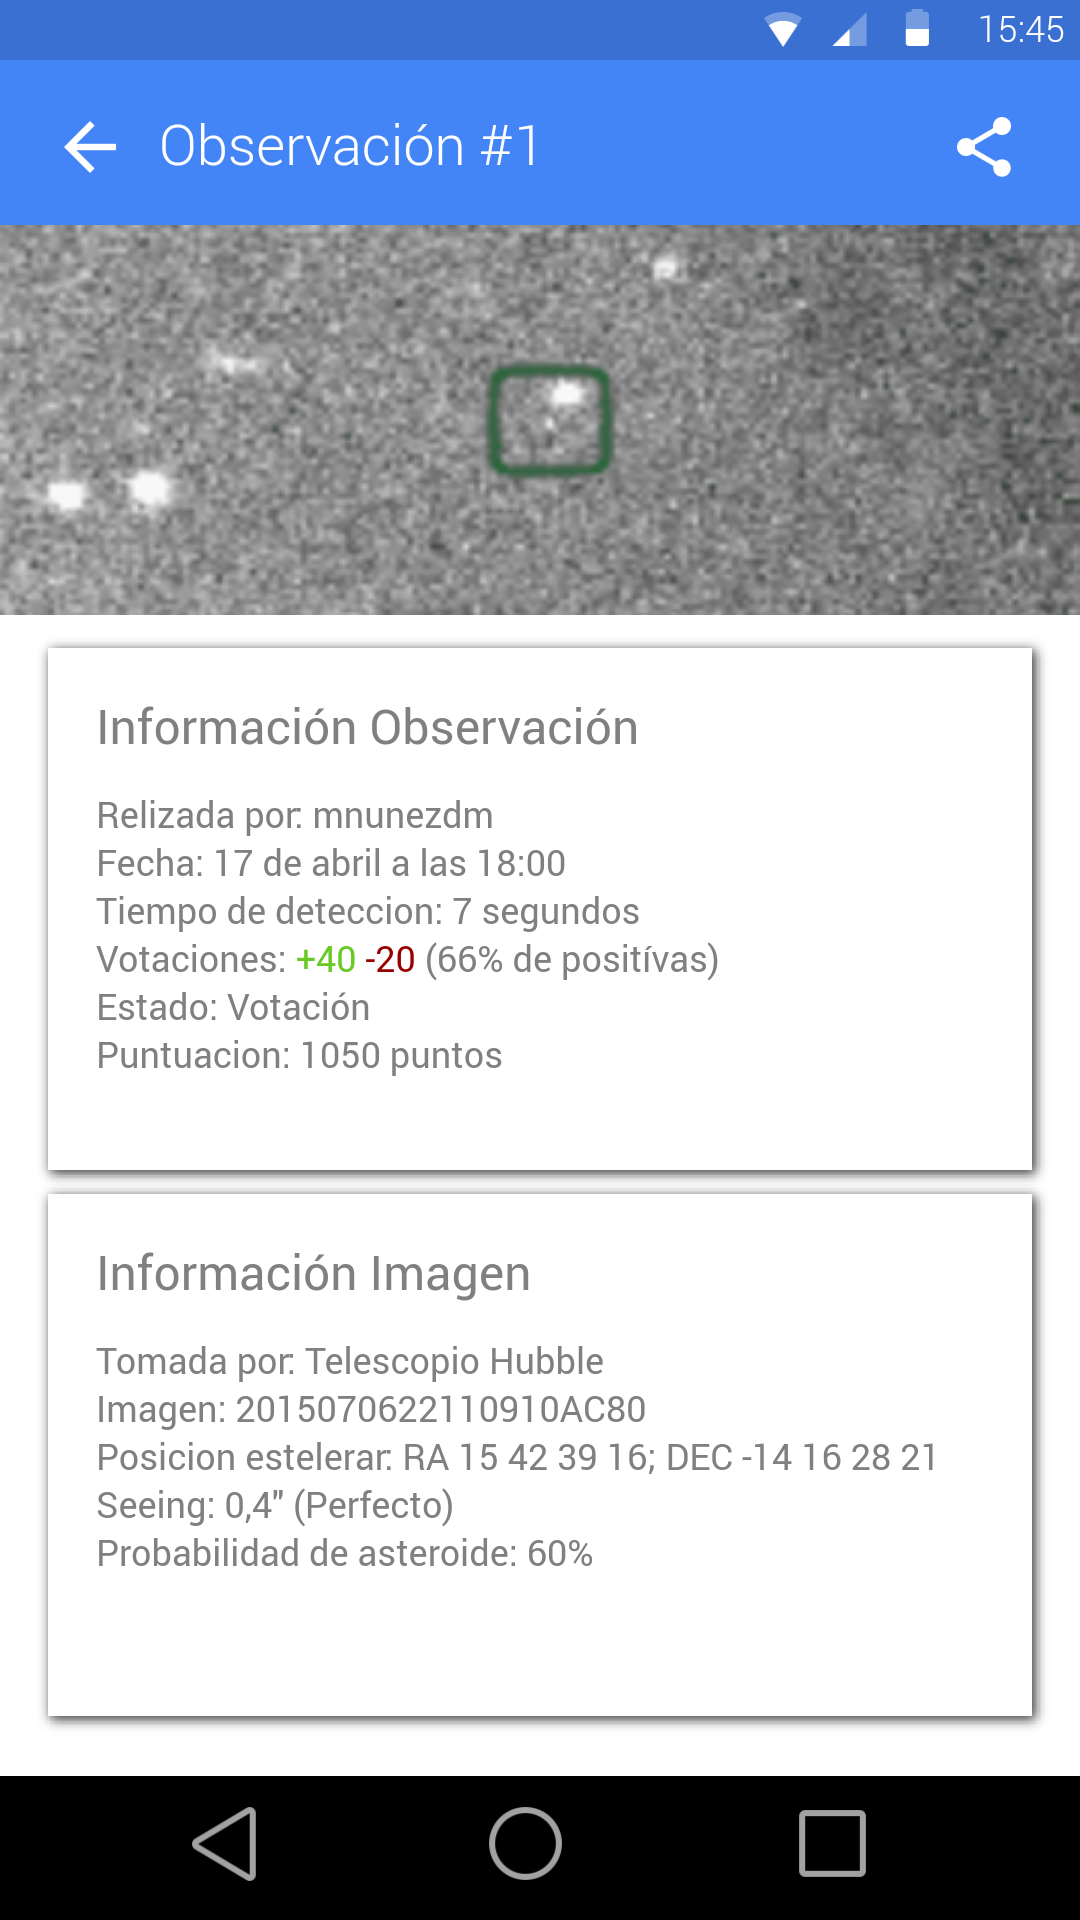 15:45
Observación #1
Información Observación
Relizada por: mnunezdm
Fecha: 17 de abril a las 18:00
Tiempo de deteccion: 7 segundos
Votaciones: +40 -20 (66% de positívas)
Estado: Votación
Puntuacion: 1050 puntos
Información Imagen
Tomada por: Telescopio Hubble
Imagen: 2015070622110910AC80
Posicion estelerar: RA 15 42 39 16; DEC -14 16 28 21
Seeing: 0,4" (Perfecto)
Probabilidad de asteroide: 60%